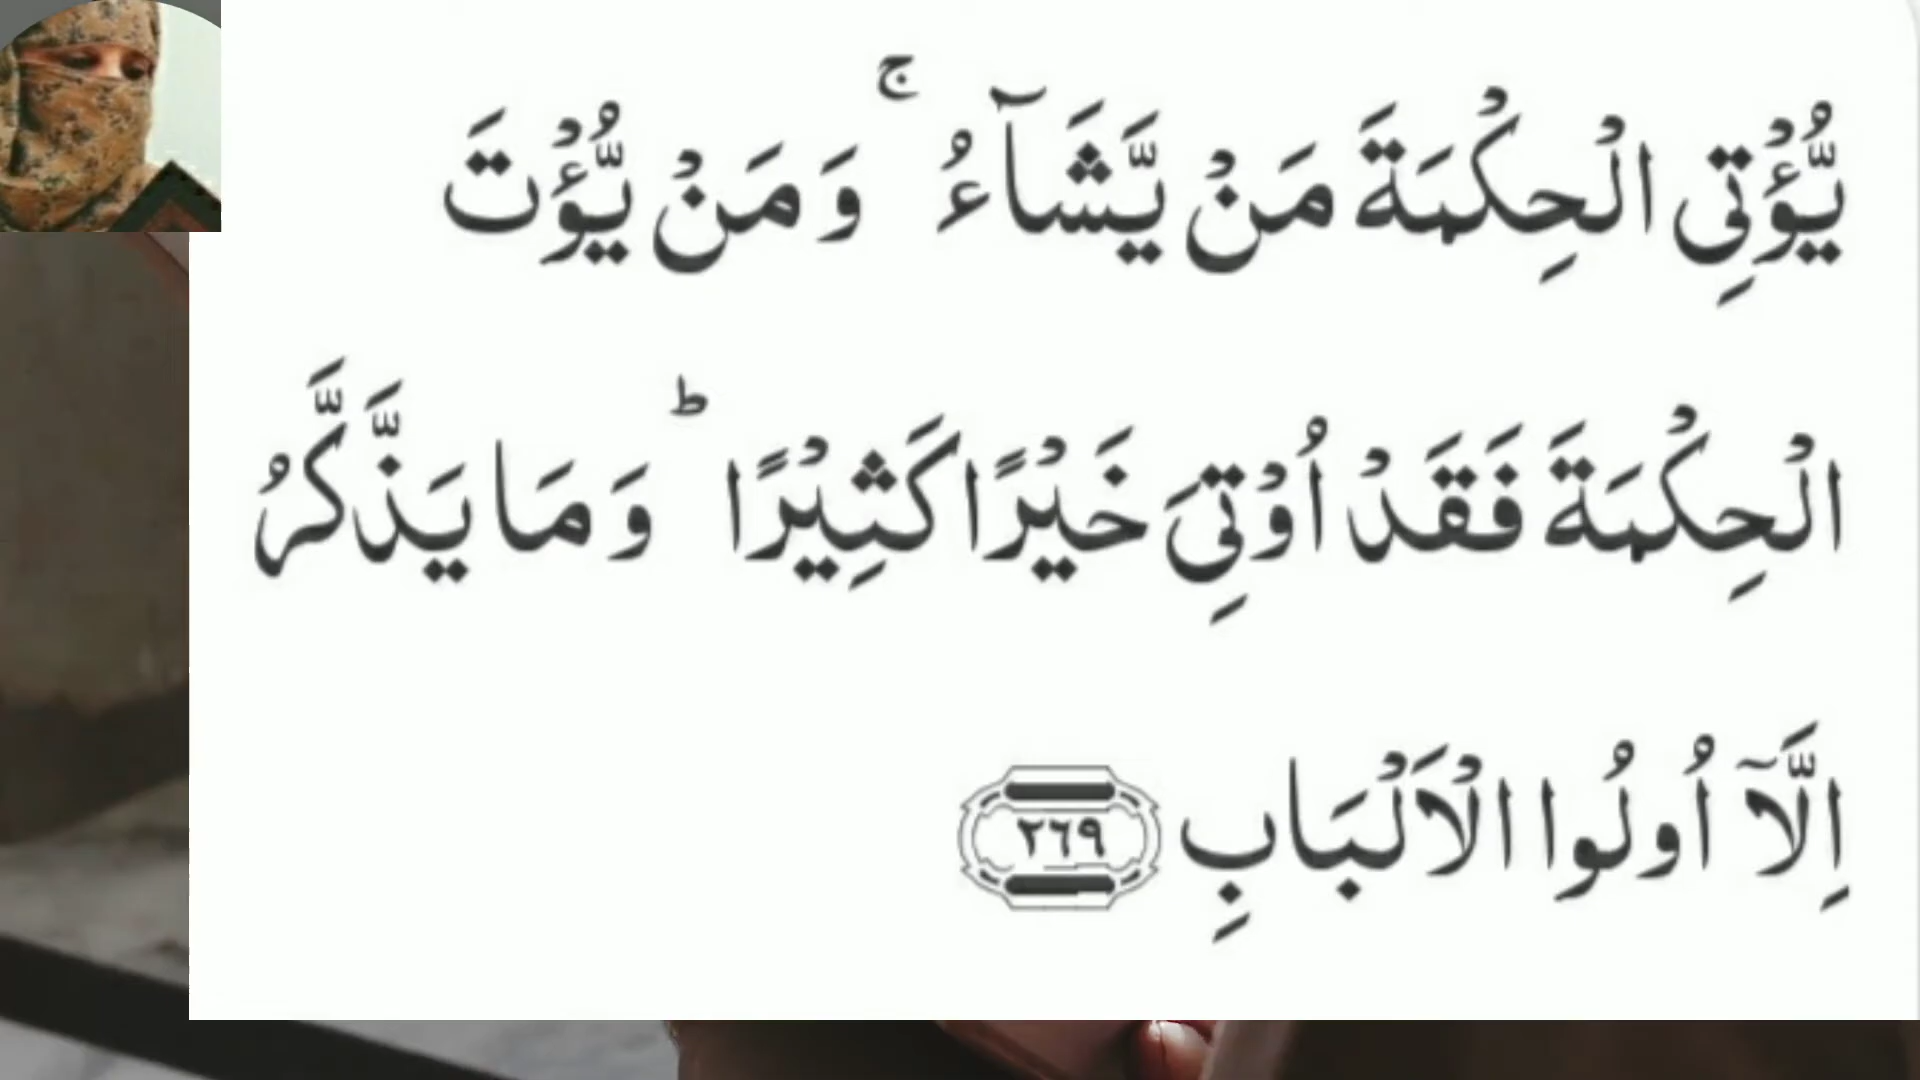 يُّؤْتِی الْحِكْمَةَ مَنْ يَّشَآءُ ۚ وَ مَنْ يُّؤْتَ
الْحِكْمَةَ فَقَدْ اُوْتِیَ خَيْرًا كَثِيْرًا ؕ وَ مَا يَذَّكَّرُ
اِلَّاۤ اُولُوا الْاَلْبَابِ ٢٦٩